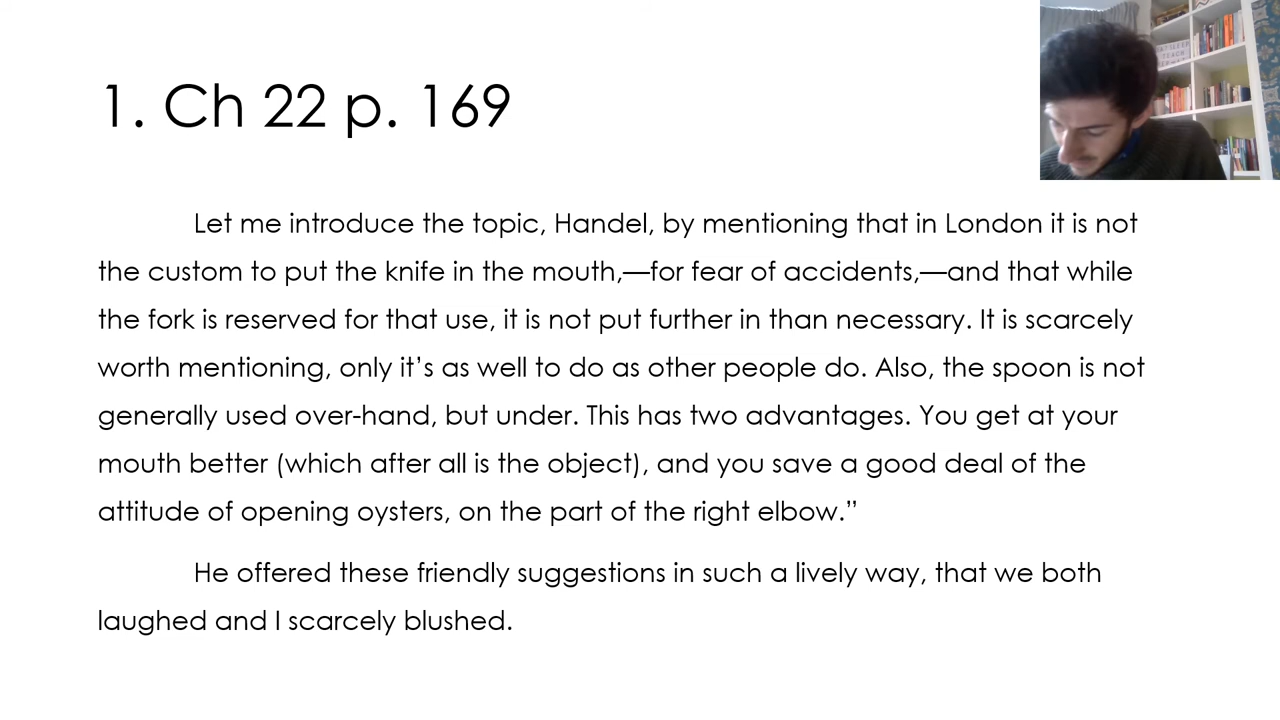 1. Ch 22 p. 169
Let me introduce the topic, Handel, by mentioning that in London it is not
the custom to put the knife in the mouth,—for fear of accidents,—and that while
the fork is reserved for that use, it is not put further in than necessary. It is scarcely
worth mentioning, only it’s as well to do as other people do. Also, the spoon is not
generally used over-hand, but under. This has two advantages. You get at your
mouth better (which after all is the object), and you save a good deal of the
attitude of opening oysters, on the part of the right elbow.”
He offered these friendly suggestions in such a lively way, that we both
laughed and I scarcely blushed.